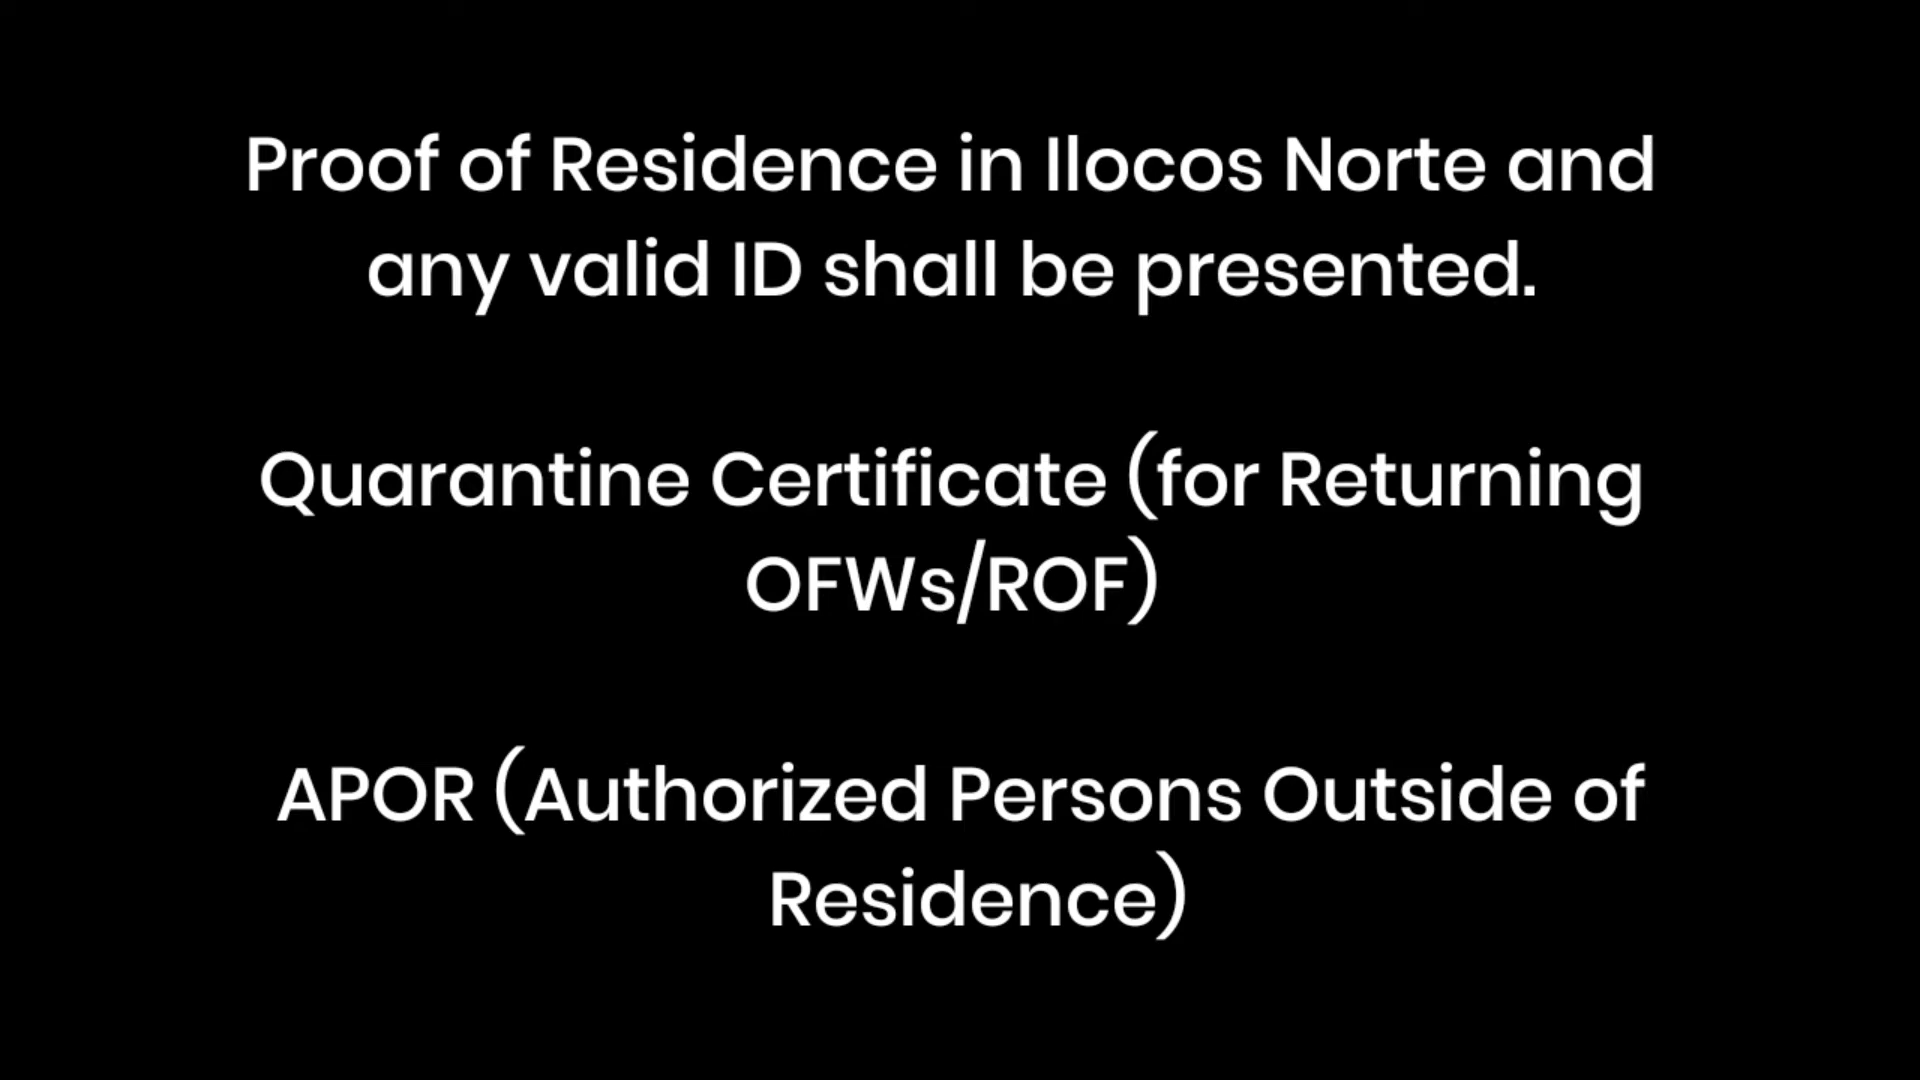 Proof of Residence in Ilocos Norte and
any valid ID shall be presented.
Quarantine Certificate (for Returning
OFWs/ROF)
APOR (Authorized Persons Outside of
Residence)